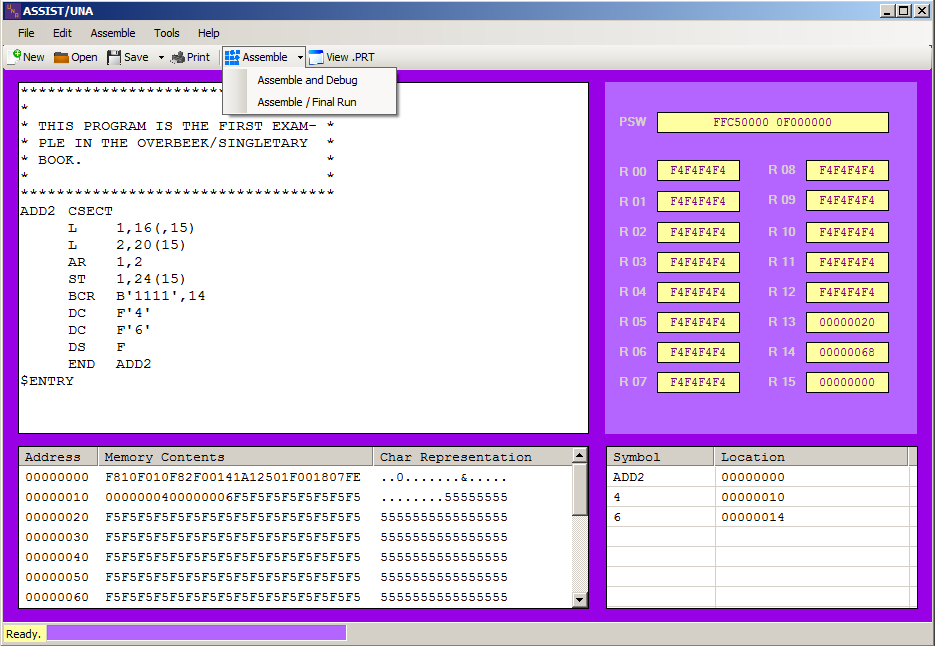 ASSIST/UNA
File Edit Assemble Tools Help
New Open Save Print Assemble View .PRT
Assemble and Debug
Assemble / Final Run
*
* THIS PROGRAM IS THE FIRST EXAM- *
* PLE IN THE OVERBEEK/SINGLETARY *
* BOOK. *
* *
*********************************
ADD2 CSECT
L 1,16(,15)
L 2,20(15)
AR 1,2
ST 1,24(15)
BCR B'1111',14
DC F'4'
DC F'6'
DS F
END ADD2
$ENTRY
PSW FFC50000 0F000000
R 00 F4F4F4F4 R 08 F4F4F4F4
R 01 F4F4F4F4 R 09 F4F4F4F4
R 02 F4F4F4F4 R 10 F4F4F4F4
R 03 F4F4F4F4 R 11 F4F4F4F4
R 04 F4F4F4F4 R 12 F4F4F4F4
R 05 F4F4F4F4 R 13 00000020
R 06 F4F4F4F4 R 14 00000068
R 07 F4F4F4F4 R 15 00000000
Address Memory Contents Char Representation
00000000 F810F010F82F00141A12501F001807FE ..0.......&.....
00000010 0000000400000006F5F5F5F5F5F5F5F5 ........55555555
00000020 F5F5F5F5F5F5F5F5F5F5F5F5F5F5F5F5 5555555555555555
00000030 F5F5F5F5F5F5F5F5F5F5F5F5F5F5F5F5 5555555555555555
00000040 F5F5F5F5F5F5F5F5F5F5F5F5F5F5F5F5 5555555555555555
00000050 F5F5F5F5F5F5F5F5F5F5F5F5F5F5F5F5 5555555555555555
00000060 F5F5F5F5F5F5F5F5F5F5F5F5F5F5F5F5 5555555555555555
Symbol Location
ADD2 00000000
4 00000010
6 00000014
Ready.